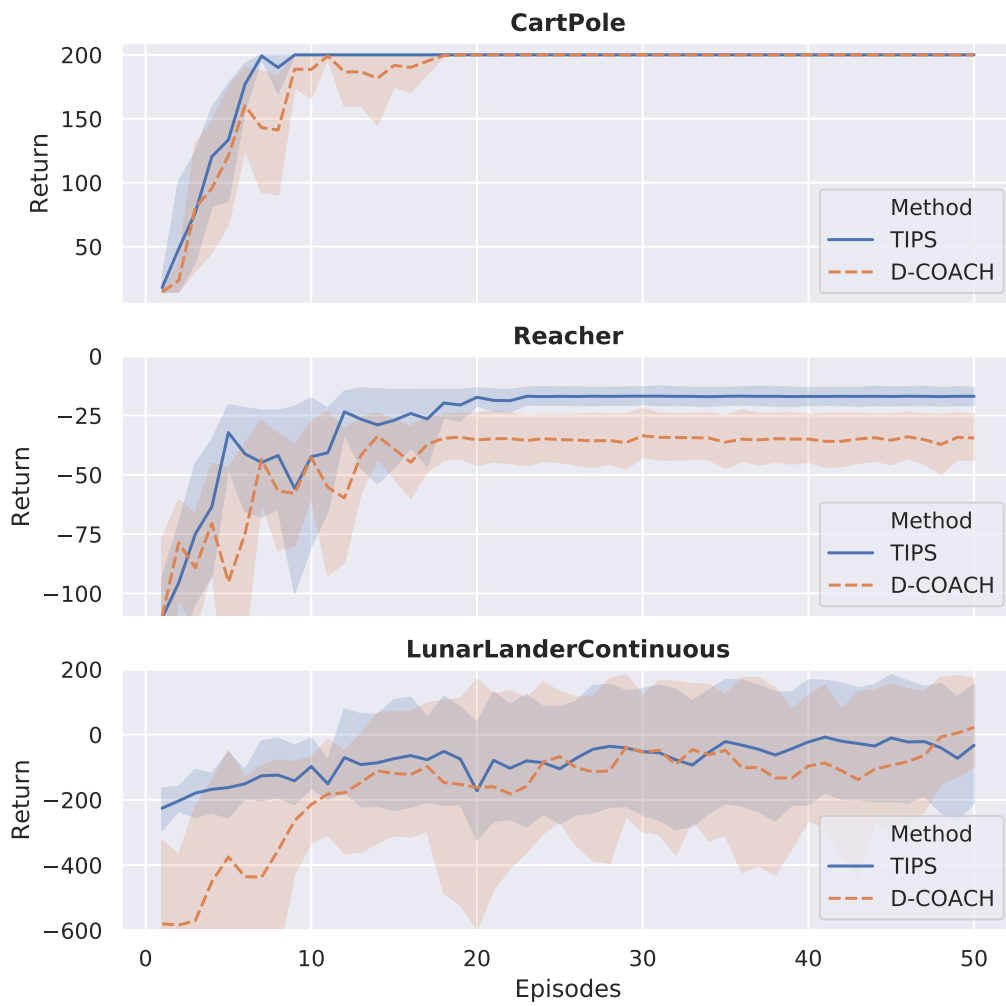 CartPole
200
150
100
50
Return
Method
TIPS
D-COACH
Reacher
0
−25
−50
−75
−100
Return
Method
TIPS
D-COACH
LunarLanderContinuous
200
0
−200
−400
−600
Return
Method
TIPS
D-COACH
0 10 20 30 40 50
Episodes